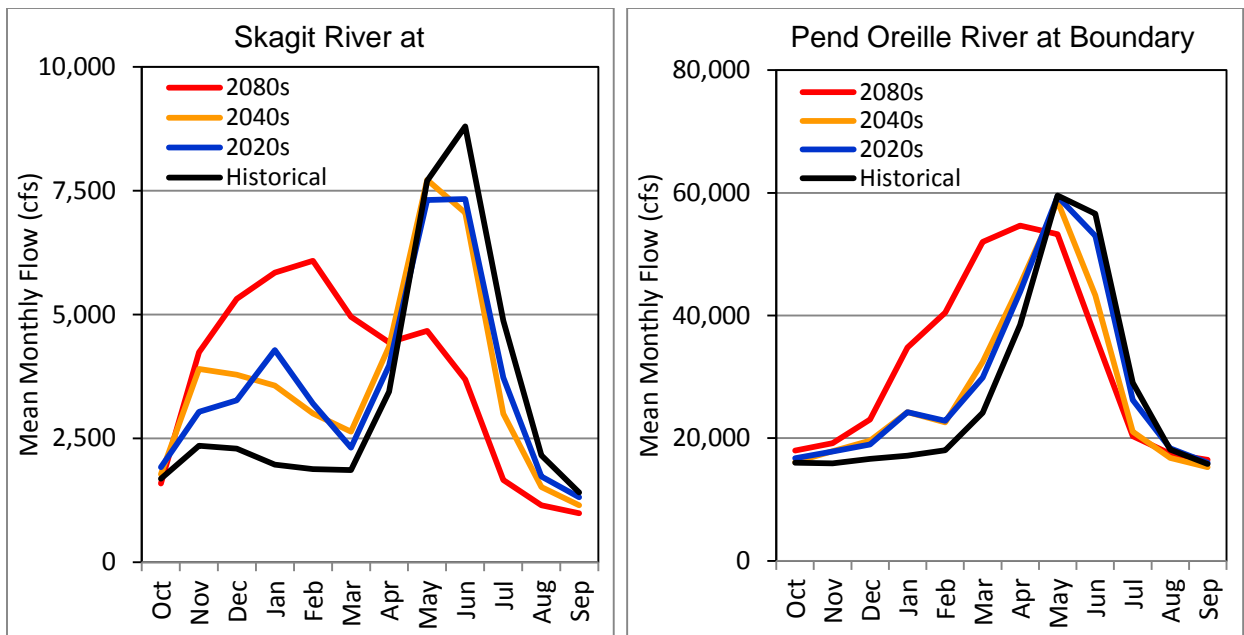 Skagit River at
Mean Monthly Flow (cfs)
10,000
7,500
5,000
2,500
0
2080s
2040s
2020s
Historical
Oct
Nov
Dec
Jan
Feb
Mar
Apr
May
Jun
Jul
Aug
Sep
Pend Oreille River at Boundary
Mean Monthly Flow (cfs)
80,000
60,000
40,000
20,000
0
2080s
2040s
2020s
Historical
Oct
Nov
Dec
Jan
Feb
Mar
Apr
May
Jun
Jul
Aug
Sep